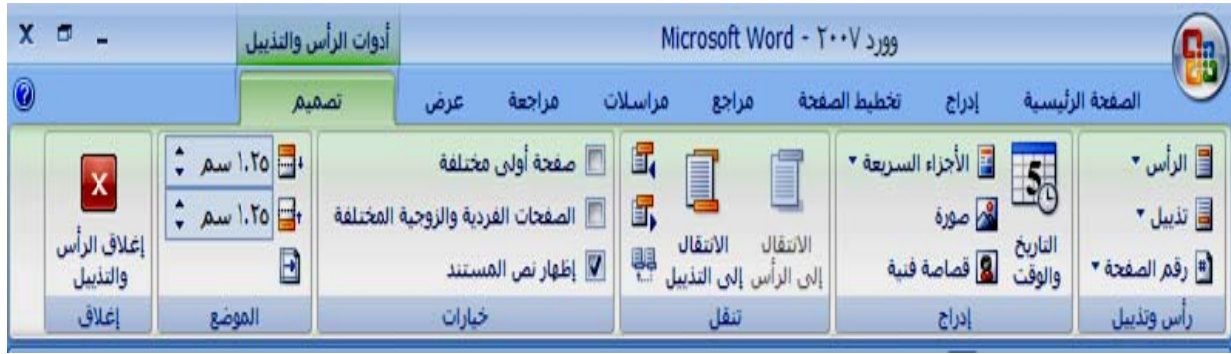 وورد ٢٠٠٧ - Microsoft Word
أدوات الرأس والتذييل
الصفحة الرئيسية
إدراج
تخطيط الصفحة
مراجع
مراسلات
مراجعة
عرض
تصميم
الرأس
تذييل
رقم الصفحة
رأس وتذييل
التاريخ
والوقت
الأجزاء السريعة
صورة
قصاصة فنية
إدراج
الانتقال
إلى الرأس
الانتقال
إلى التذييل
تنقل
صفحة أولى مختلفة
الصفحات الفردية والزوجية المختلفة
إظهار نص المستند
خيارات
١.٢٥ سم
١.٢٥ سم
الموضع
إغلاق الرأس
والتذييل
إغلاق